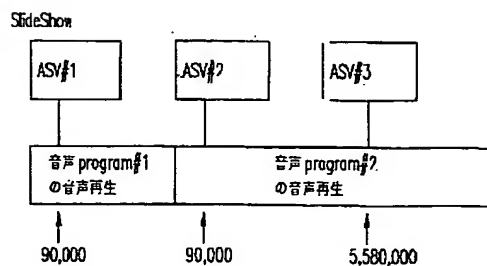 SlideShow
ASV#1
ASV#2
ASV#3
音声 program#1
の音声再生
音声 program#2
の音声再生
90,000
90,000
5,580,000